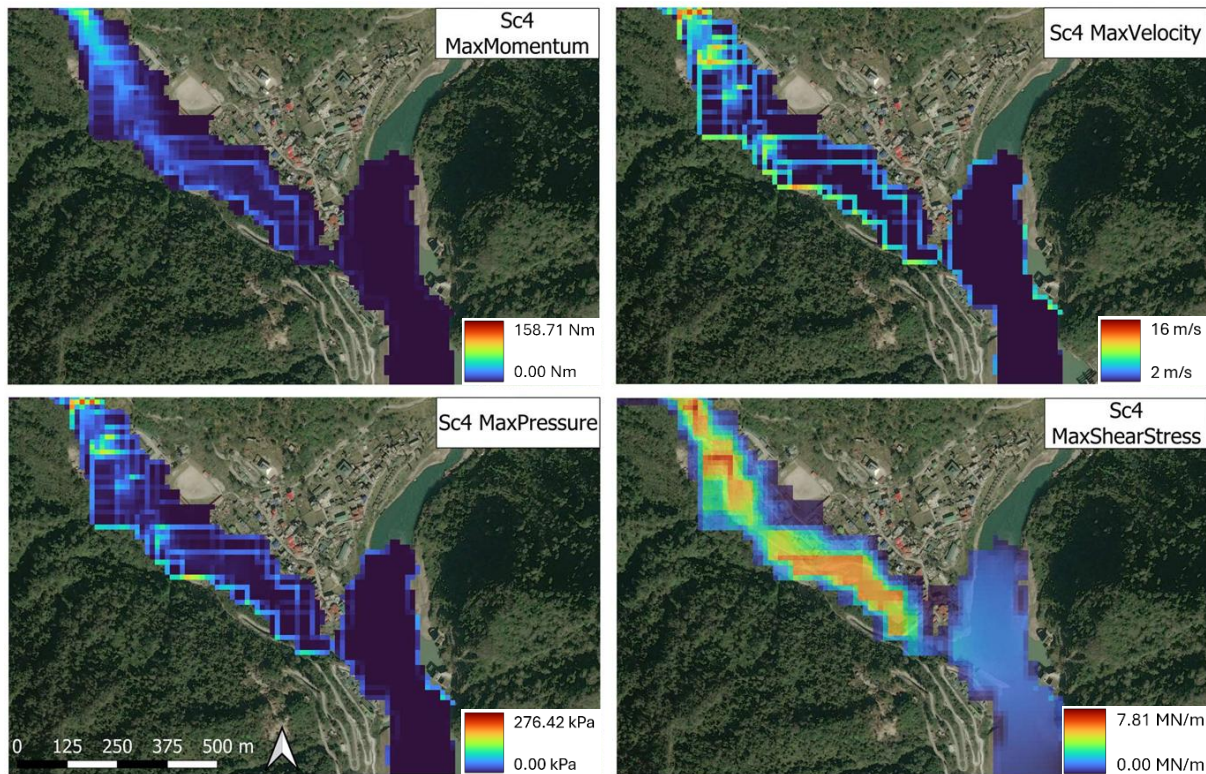 Sc4
MaxMomentum
158.71 Nm
0.00 Nm
Sc4 MaxVelocity
16 m/s
2 m/s
Sc4 MaxPressure
276.42 kPa
0.00 kPa
0 125 250 375 500 m
Sc4
MaxShearStress
7.81 MN/m
0.00 MN/m